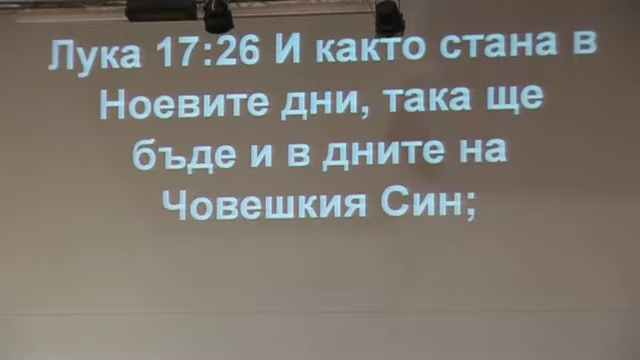 Лука 17:26 И както стана в
Ноевите дни, така ще
бъде и в дните на
Човешкия Син;